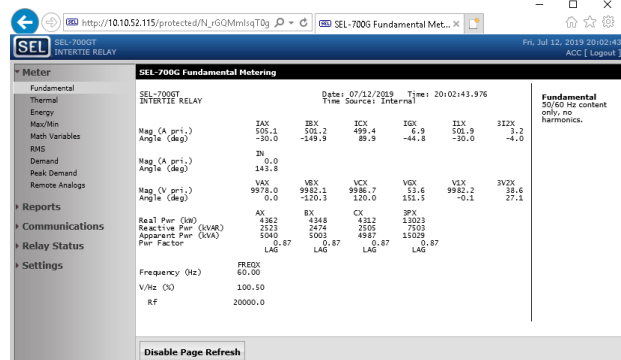 http://10.10.52.115/protected/N_rGQMmIsqT0g
SEL-700G Fundamental Met...
SEL
SEL-700GT
INTERTIE RELAY
Fri, Jul 12, 2019 20:02:43
ACC [ Logout ]
Meter
Fundamental
Thermal
Energy
Max/Min
Math Variables
RMS
Demand
Peak Demand
Remote Analogs
Reports
Communications
Relay Status
Settings
SEL-700G Fundamental Metering
SEL-700GT Date: 07/12/2019 Time: 20:02:43.976
INTERTIE RELAY Time Source: Internal
IAX IBX ICX IGX I1X 3I2X
Mag (A pri.) 505.1 501.2 499.4 6.9 501.9 3.2
Angle (deg) -30.0 -149.9 89.9 -44.8 -30.0 -4.0
IN
Mag (A pri.) 0.0
Angle (deg) 143.8
VAX VBX VCX VGX V1X 3V2X
Mag (V pri.) 9978.0 9982.1 9986.7 53.6 9982.2 38.6
Angle (deg) 0.0 -120.3 120.0 151.5 -0.1 27.1
AX BX CX 3PX
Real Pwr (kW) 4362 4348 4312 13023
Reactive Pwr (kVAR) 2523 2474 2505 7503
Apparent Pwr (kVA) 5040 5003 4987 15029
Pwr Factor 0.87 0.87 0.87 0.87
LAG LAG LAG LAG
FREQX
Frequency (Hz) 60.00
V/Hz (%) 100.50
Rf 20000.0
Fundamental
50/60 Hz content
only, no
harmonics.
Disable Page Refresh